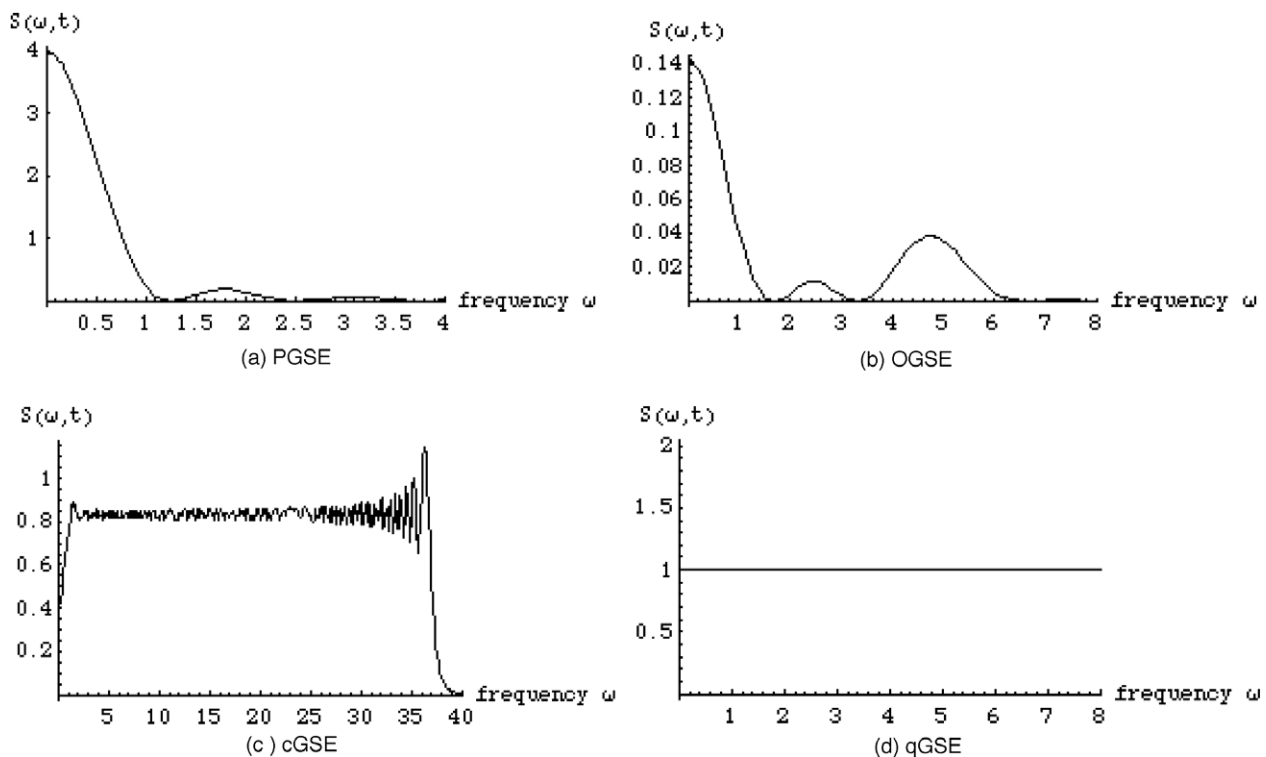 S(ω,t)
4
3
2
1
0.5 1 1.5 2 2.5 3 3.5 4
frequency ω
(a) PGSE
S(ω,t)
0.14
0.12
0.1
0.08
0.06
0.04
0.02
1 2 3 4 5 6 7 8
frequency ω
(b) OGSE
S(ω,t)
1
0.8
0.6
0.4
0.2
5 10 15 20 25 30 35 40
frequency ω
(c ) cGSE
S(ω,t)
2
1.5
1
0.5
1 2 3 4 5 6 7 8
frequency ω
(d) qGSE